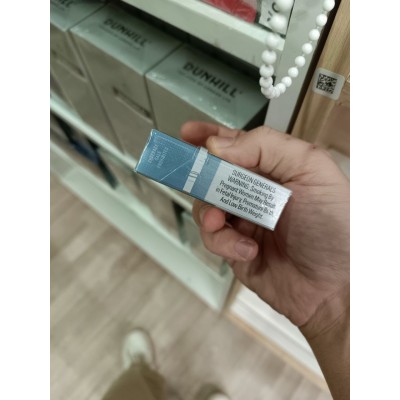 DUNHILL
DUNHILL
SURGEON GENERAL'S
WARNING: Smoking By
Pregnant Women May Result
in Fetal Injury, Premature Birth,
And Low Birth Weight.